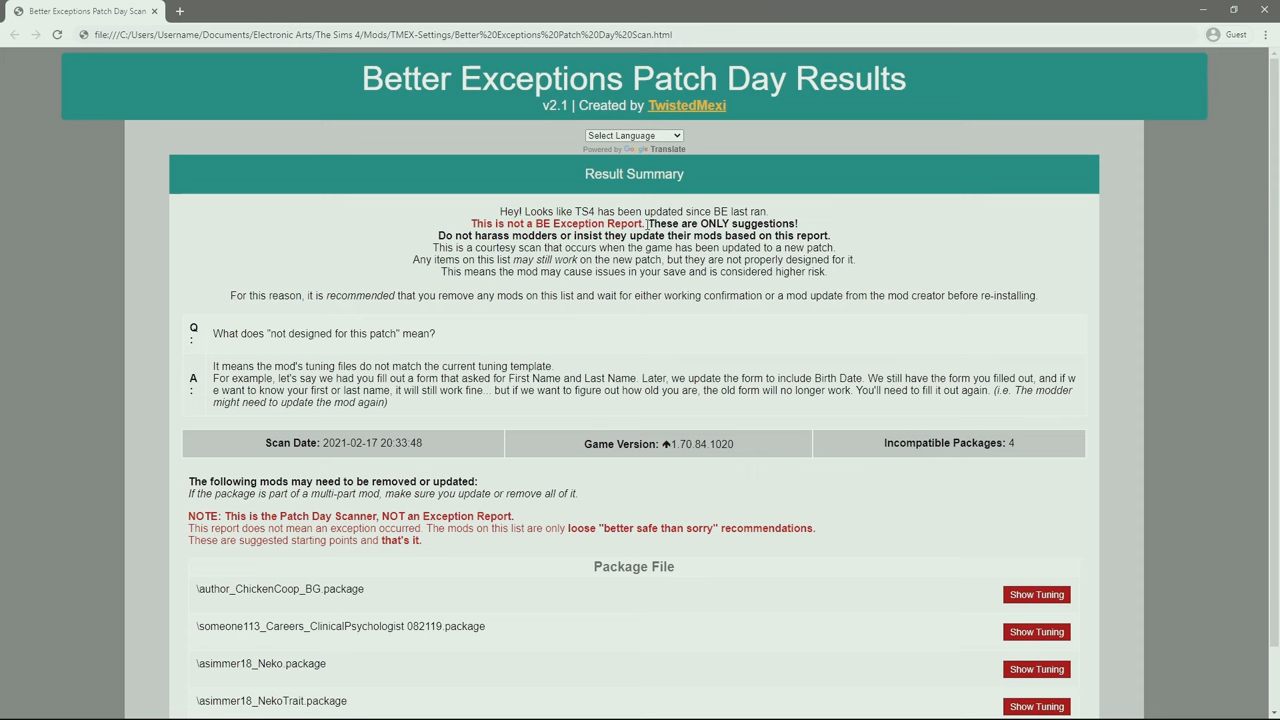 Better Exceptions Patch Day Scan
file:///C:/Users/Username/Documents/Electronic Arts/The Sims 4/Mods/TMEX-Settings/Better%20Exceptions%20Patch%20Day%20Scan.html
Guest
Better Exceptions Patch Day Results
v2.1 | Created by TwistedMexi
Select Language
Powered by Google Translate
Result Summary
Hey! Looks like TS4 has been updated since BE last ran.
This is not a BE Exception Report. These are ONLY suggestions!
Do not harass modders or insist they update their mods based on this report.
This is a courtesy scan that occurs when the game has been updated to a new patch.
Any items on this list may still work on the new patch, but they are not properly designed for it.
This means the mod may cause issues in your save and is considered higher risk.
For this reason, it is recommended that you remove any mods on this list and wait for either working confirmation or a mod update from the mod creator before re-installing.
Q
:
What does "not designed for this patch" mean?
A
:
It means the mod's tuning files do not match the current tuning template.
For example, let's say we had you fill out a form that asked for First Name and Last Name. Later, we update the form to include Birth Date. We still have the form you filled out, and if w
e want to know your first or last name, it will still work fine... but if we want to figure out how old you are, the old form will no longer work. You'll need to fill it out again. (i.e. The modder
might need to update the mod again)
Scan Date: 2021-02-17 20:33:48
Game Version: 🡹1.70.84.1020
Incompatible Packages: 4
The following mods may need to be removed or updated:
If the package is part of a multi-part mod, make sure you update or remove all of it.
NOTE: This is the Patch Day Scanner, NOT an Exception Report.
This report does not mean an exception occurred. The mods on this list are only loose "better safe than sorry" recommendations.
These are suggested starting points and that's it.
Package File
\author_ChickenCoop_BG.package
Show Tuning
\someone113_Careers_ClinicalPsychologist 082119.package
Show Tuning
\asimmer18_Neko.package
Show Tuning
\asimmer18_NekoTrait.package
Show Tuning